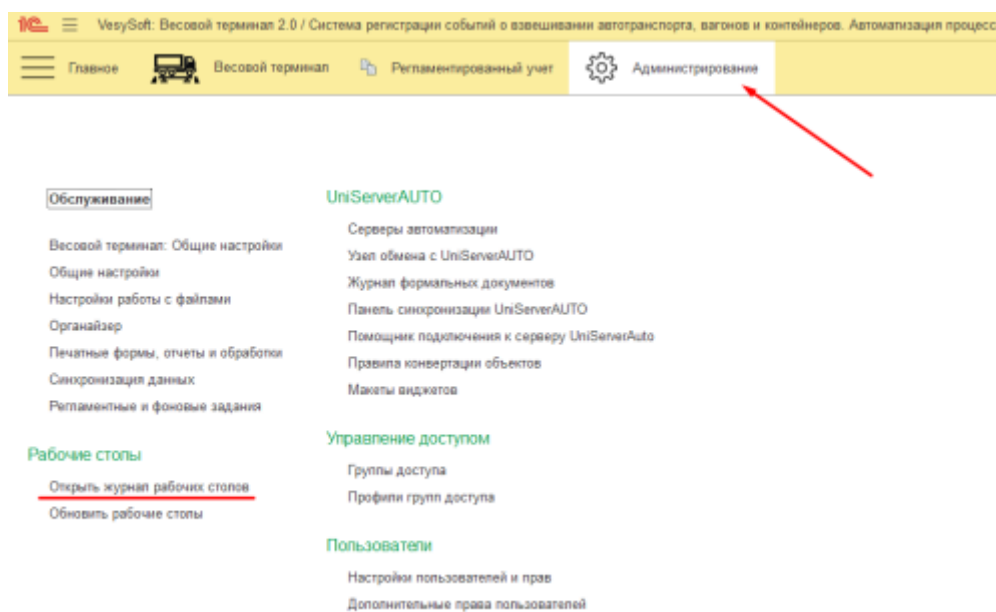 1С VesySoft: Весовой терминал 2.0 / Система регистрации событий о взвешивании автотранспорта, вагонов и контейнеров. Автоматизация процесс
Главное Весовой терминал Регламентированный учет Администрирование
Обслуживание
Весовой терминал: Общие настройки
Общие настройки
Настройки работы с файлами
Органайзер
Печатные формы, отчеты и обработки
Синхронизация данных
Регламентные и фоновые задания
Рабочие столы
Открыть журнал рабочих столов
Обновить рабочие столы
UniServerAUTO
Серверы автоматизации
Узел обмена с UniServerAUTO
Журнал формальных документов
Панель синхронизации UniServerAUTO
Помощник подключения к серверу UniServerAuto
Правила конвертации объектов
Макеты виджетов
Управление доступом
Группы доступа
Профили групп доступа
Пользователи
Настройки пользователей и прав
Дополнительные права пользователей